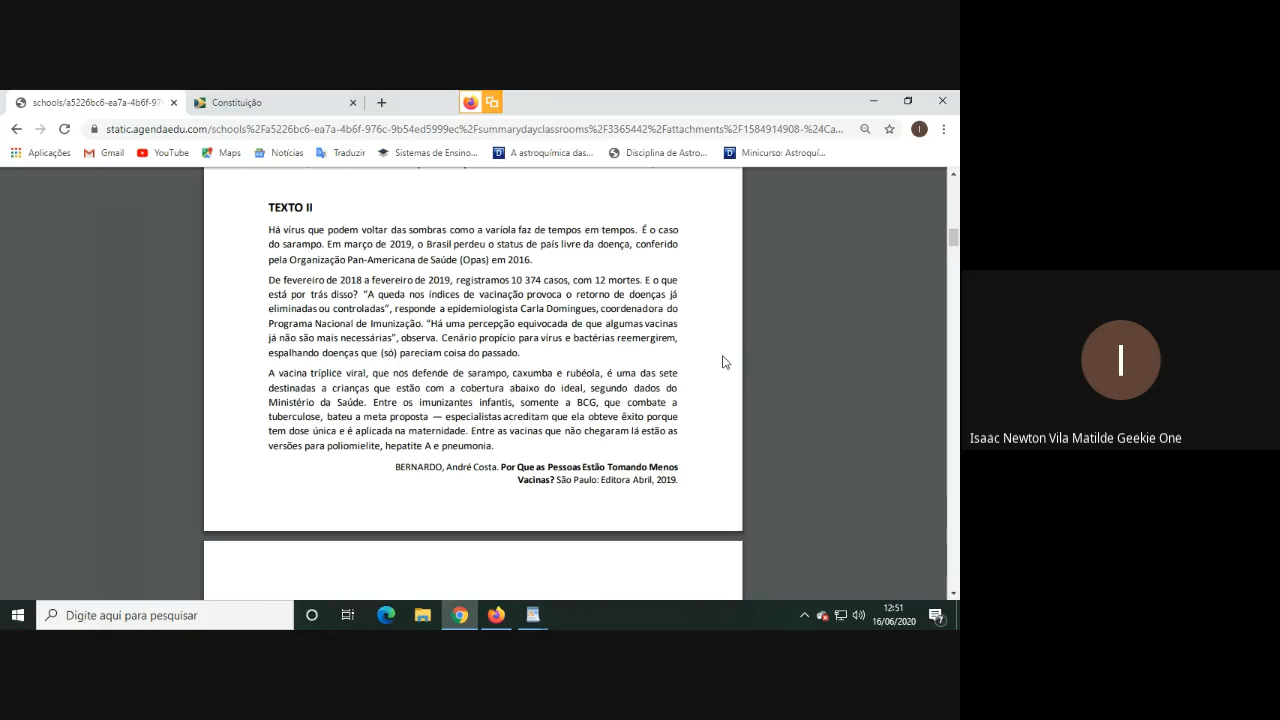 schools/a5226bc6-ea7a-4b6f-97
Constituição
static.agendaedu.com/schools%2Fa5226bc6-ea7a-4b6f-976c-9b54ed5999ec%2Fsummarydayclassrooms%2F3365442%2Fattachments%2F1584914908-%24Ca...
I
Aplicações
Gmail
YouTube
Maps
Notícias
Traduzir
Sistemas de Ensino...
A astroquímica das...
Disciplina de Astro...
Minicurso: Astroquí...
TEXTO II
Há vírus que podem voltar das sombras como a varíola faz de tempos em tempos. É o caso
do sarampo. Em março de 2019, o Brasil perdeu o status de país livre da doença, conferido
pela Organização Pan-Americana de Saúde (Opas) em 2016.
De fevereiro de 2018 a fevereiro de 2019, registramos 10 374 casos, com 12 mortes. E o que
está por trás disso? "A queda nos índices de vacinação provoca o retorno de doenças já
eliminadas ou controladas", responde a epidemiologista Carla Domingues, coordenadora do
Programa Nacional de Imunização. "Há uma percepção equivocada de que algumas vacinas
já não são mais necessárias", observa. Cenário propício para vírus e bactérias reemergirem,
espalhando doenças que (só) pareciam coisa do passado.
A vacina tríplice viral, que nos defende de sarampo, caxumba e rubéola, é uma das sete
destinadas a crianças que estão com a cobertura abaixo do ideal, segundo dados do
Ministério da Saúde. Entre os imunizantes infantis, somente a BCG, que combate a
tuberculose, bateu a meta proposta — especialistas acreditam que ela obteve êxito porque
tem dose única e é aplicada na maternidade. Entre as vacinas que não chegaram lá estão as
versões para poliomielite, hepatite A e pneumonia.
BERNARDO, André Costa. Por Que as Pessoas Estão Tomando Menos
Vacinas? São Paulo: Editora Abril, 2019.
I
Isaac Newton Vila Matilde Geekie One
Digite aqui para pesquisar
12:51
16/06/2020
7